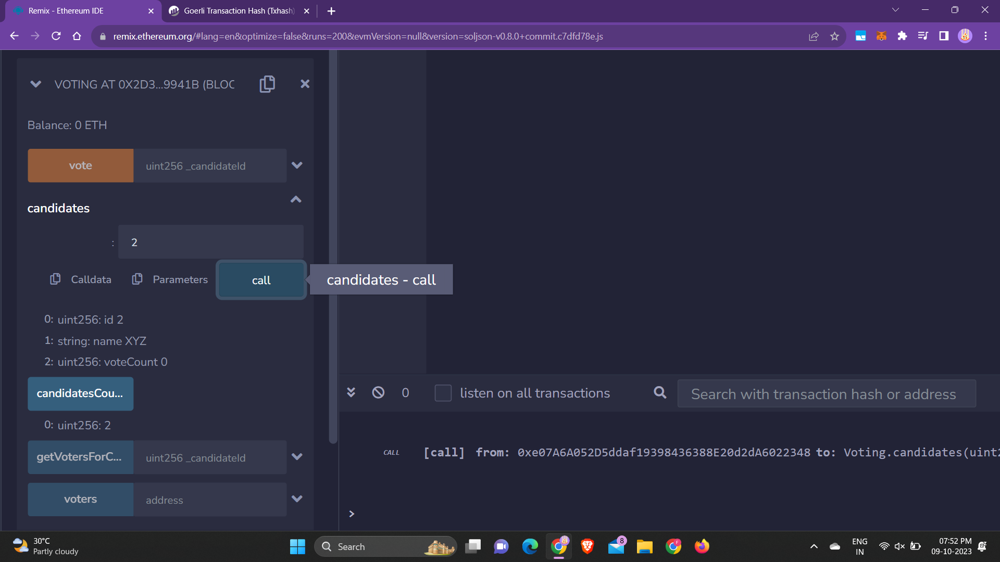 Remix - Ethereum IDE
Goerli Transaction Hash (Txhash)
remix.ethereum.org/#lang=en&optimize=false&runs=200&evmVersion=null&version=soljson-v0.8.0+commit.c7dfd78e.js
VOTING AT 0X2D3...9941B (BLOC
Balance: 0 ETH
vote
uint256 _candidateId
candidates
:
2
Calldata
Parameters
call
candidates - call
0: uint256: id 2
1: string: name XYZ
2: uint256: voteCount 0
candidatesCou...
0: uint256: 2
getVotersForC...
uint256 _candidateId
voters
address
0
listen on all transactions
Search with transaction hash or address
CALL
[call] from: 0xe07A6A052D5ddaf19398436388E20d2dA6022348 to: Voting.candidates(uint2
>
30°C
Partly cloudy
Search
F
8
ENG
IN
07:52 PM
09-10-2023